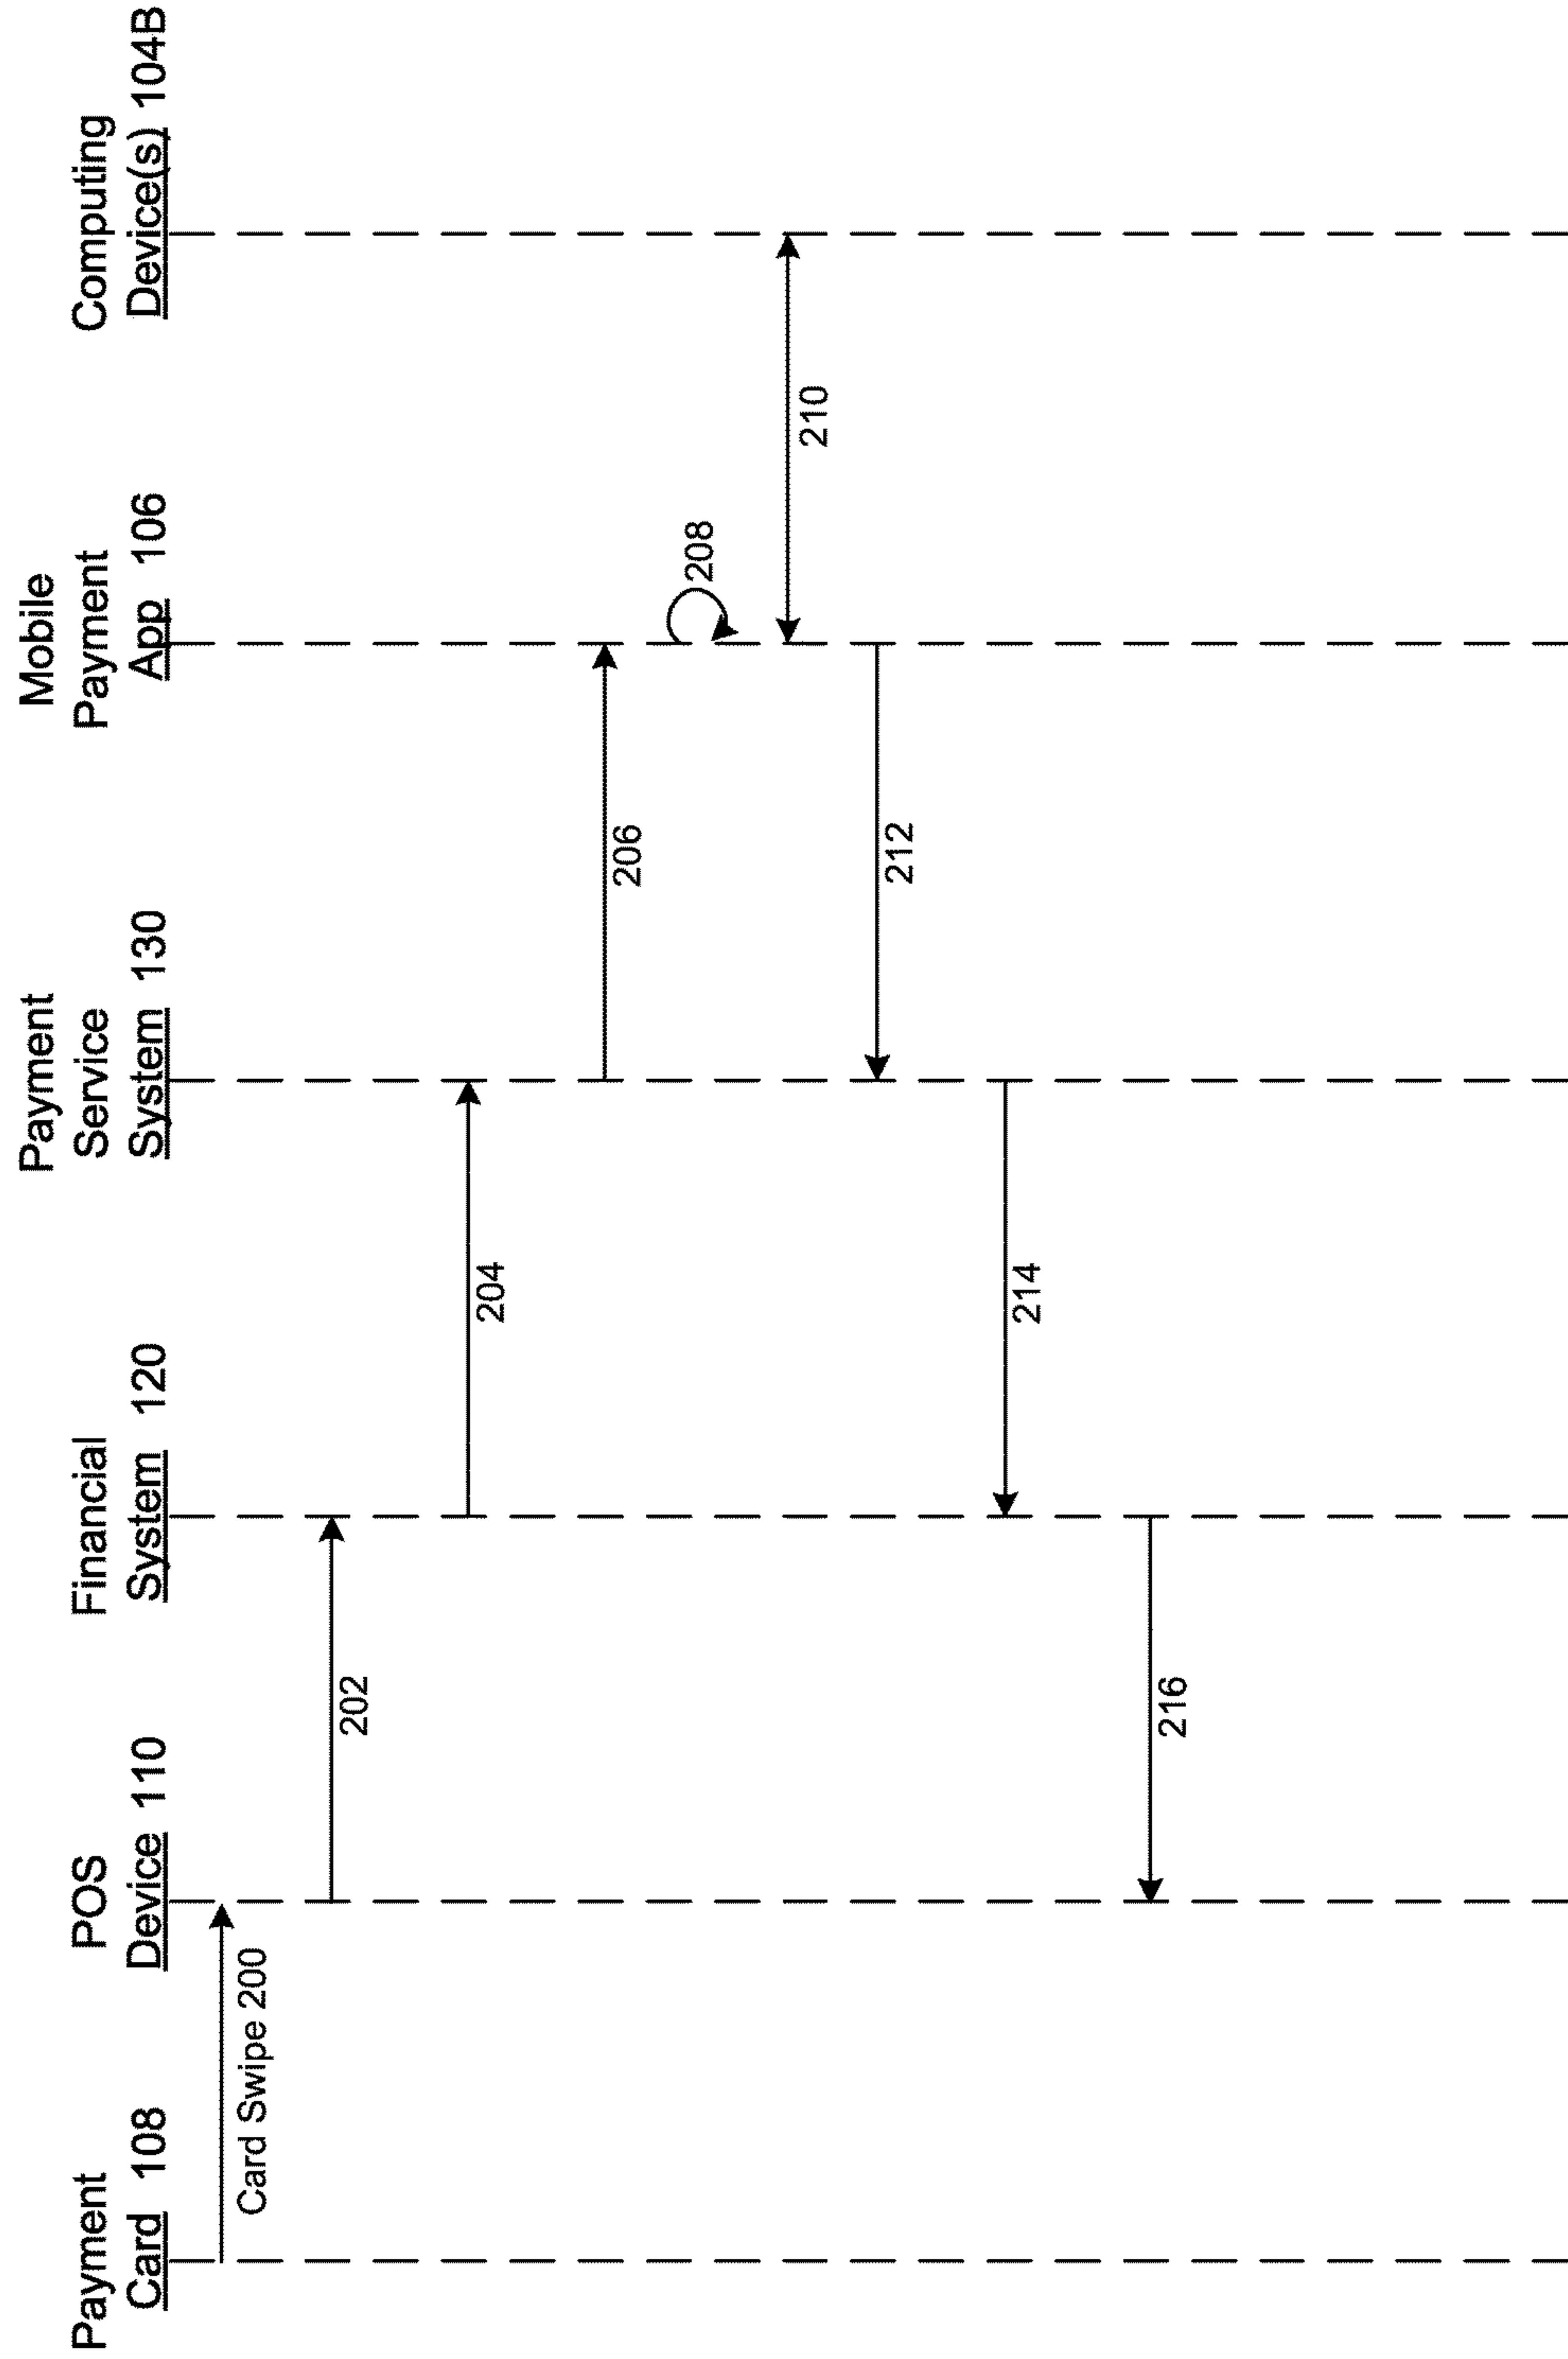 Payment
Card 108
POS
Device 110
Financial
System 120
Payment
Service
System 130
Mobile
Payment
App 106
Computing
Device(s) 104B
Card Swipe 200
202
204
206
208
210
212
214
216